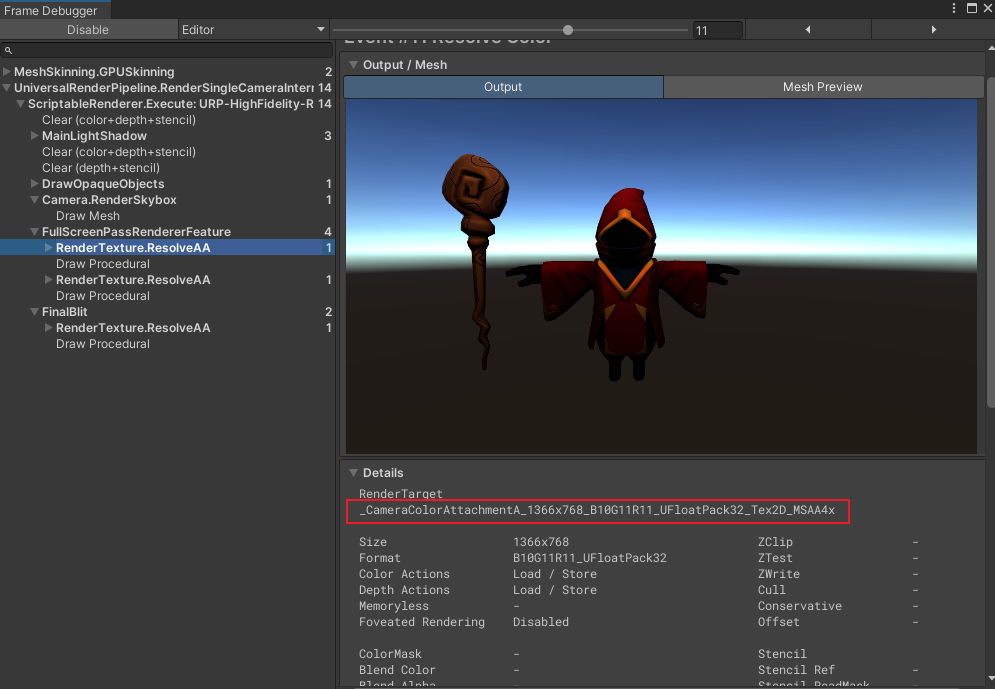 Frame Debugger
Disable Editor 11
MeshSkinning.GPUSkinning 2
UniversalRenderPipeline.RenderSingleCameraInterr 14
ScriptableRenderer.Execute: URP-HighFidelity-R 14
Clear (color+depth+stencil)
MainLightShadow 3
Clear (color+depth+stencil)
Clear (depth+stencil)
DrawOpaqueObjects 1
Camera.RenderSkybox 1
Draw Mesh
FullScreenPassRendererFeature 4
RenderTexture.ResolveAA 1
Draw Procedural
RenderTexture.ResolveAA 1
Draw Procedural
FinalBlit 2
RenderTexture.ResolveAA 1
Draw Procedural
Event #11 Resolve Color
Output / Mesh
Output Mesh Preview
Details
RenderTarget
_CameraColorAttachmentA_1366x768_B10G11R11_UFloatPack32_Tex2D_MSAA4x
Size 1366x768 ZClip -
Format B10G11R11_UFloatPack32 ZTest -
Color Actions Load / Store ZWrite -
Depth Actions Load / Store Cull -
Memoryless - Conservative -
Foveated Rendering Disabled Offset -
ColorMask - Stencil
Blend Color - Stencil Ref -
Blend Alpha - Stencil ReadMask -